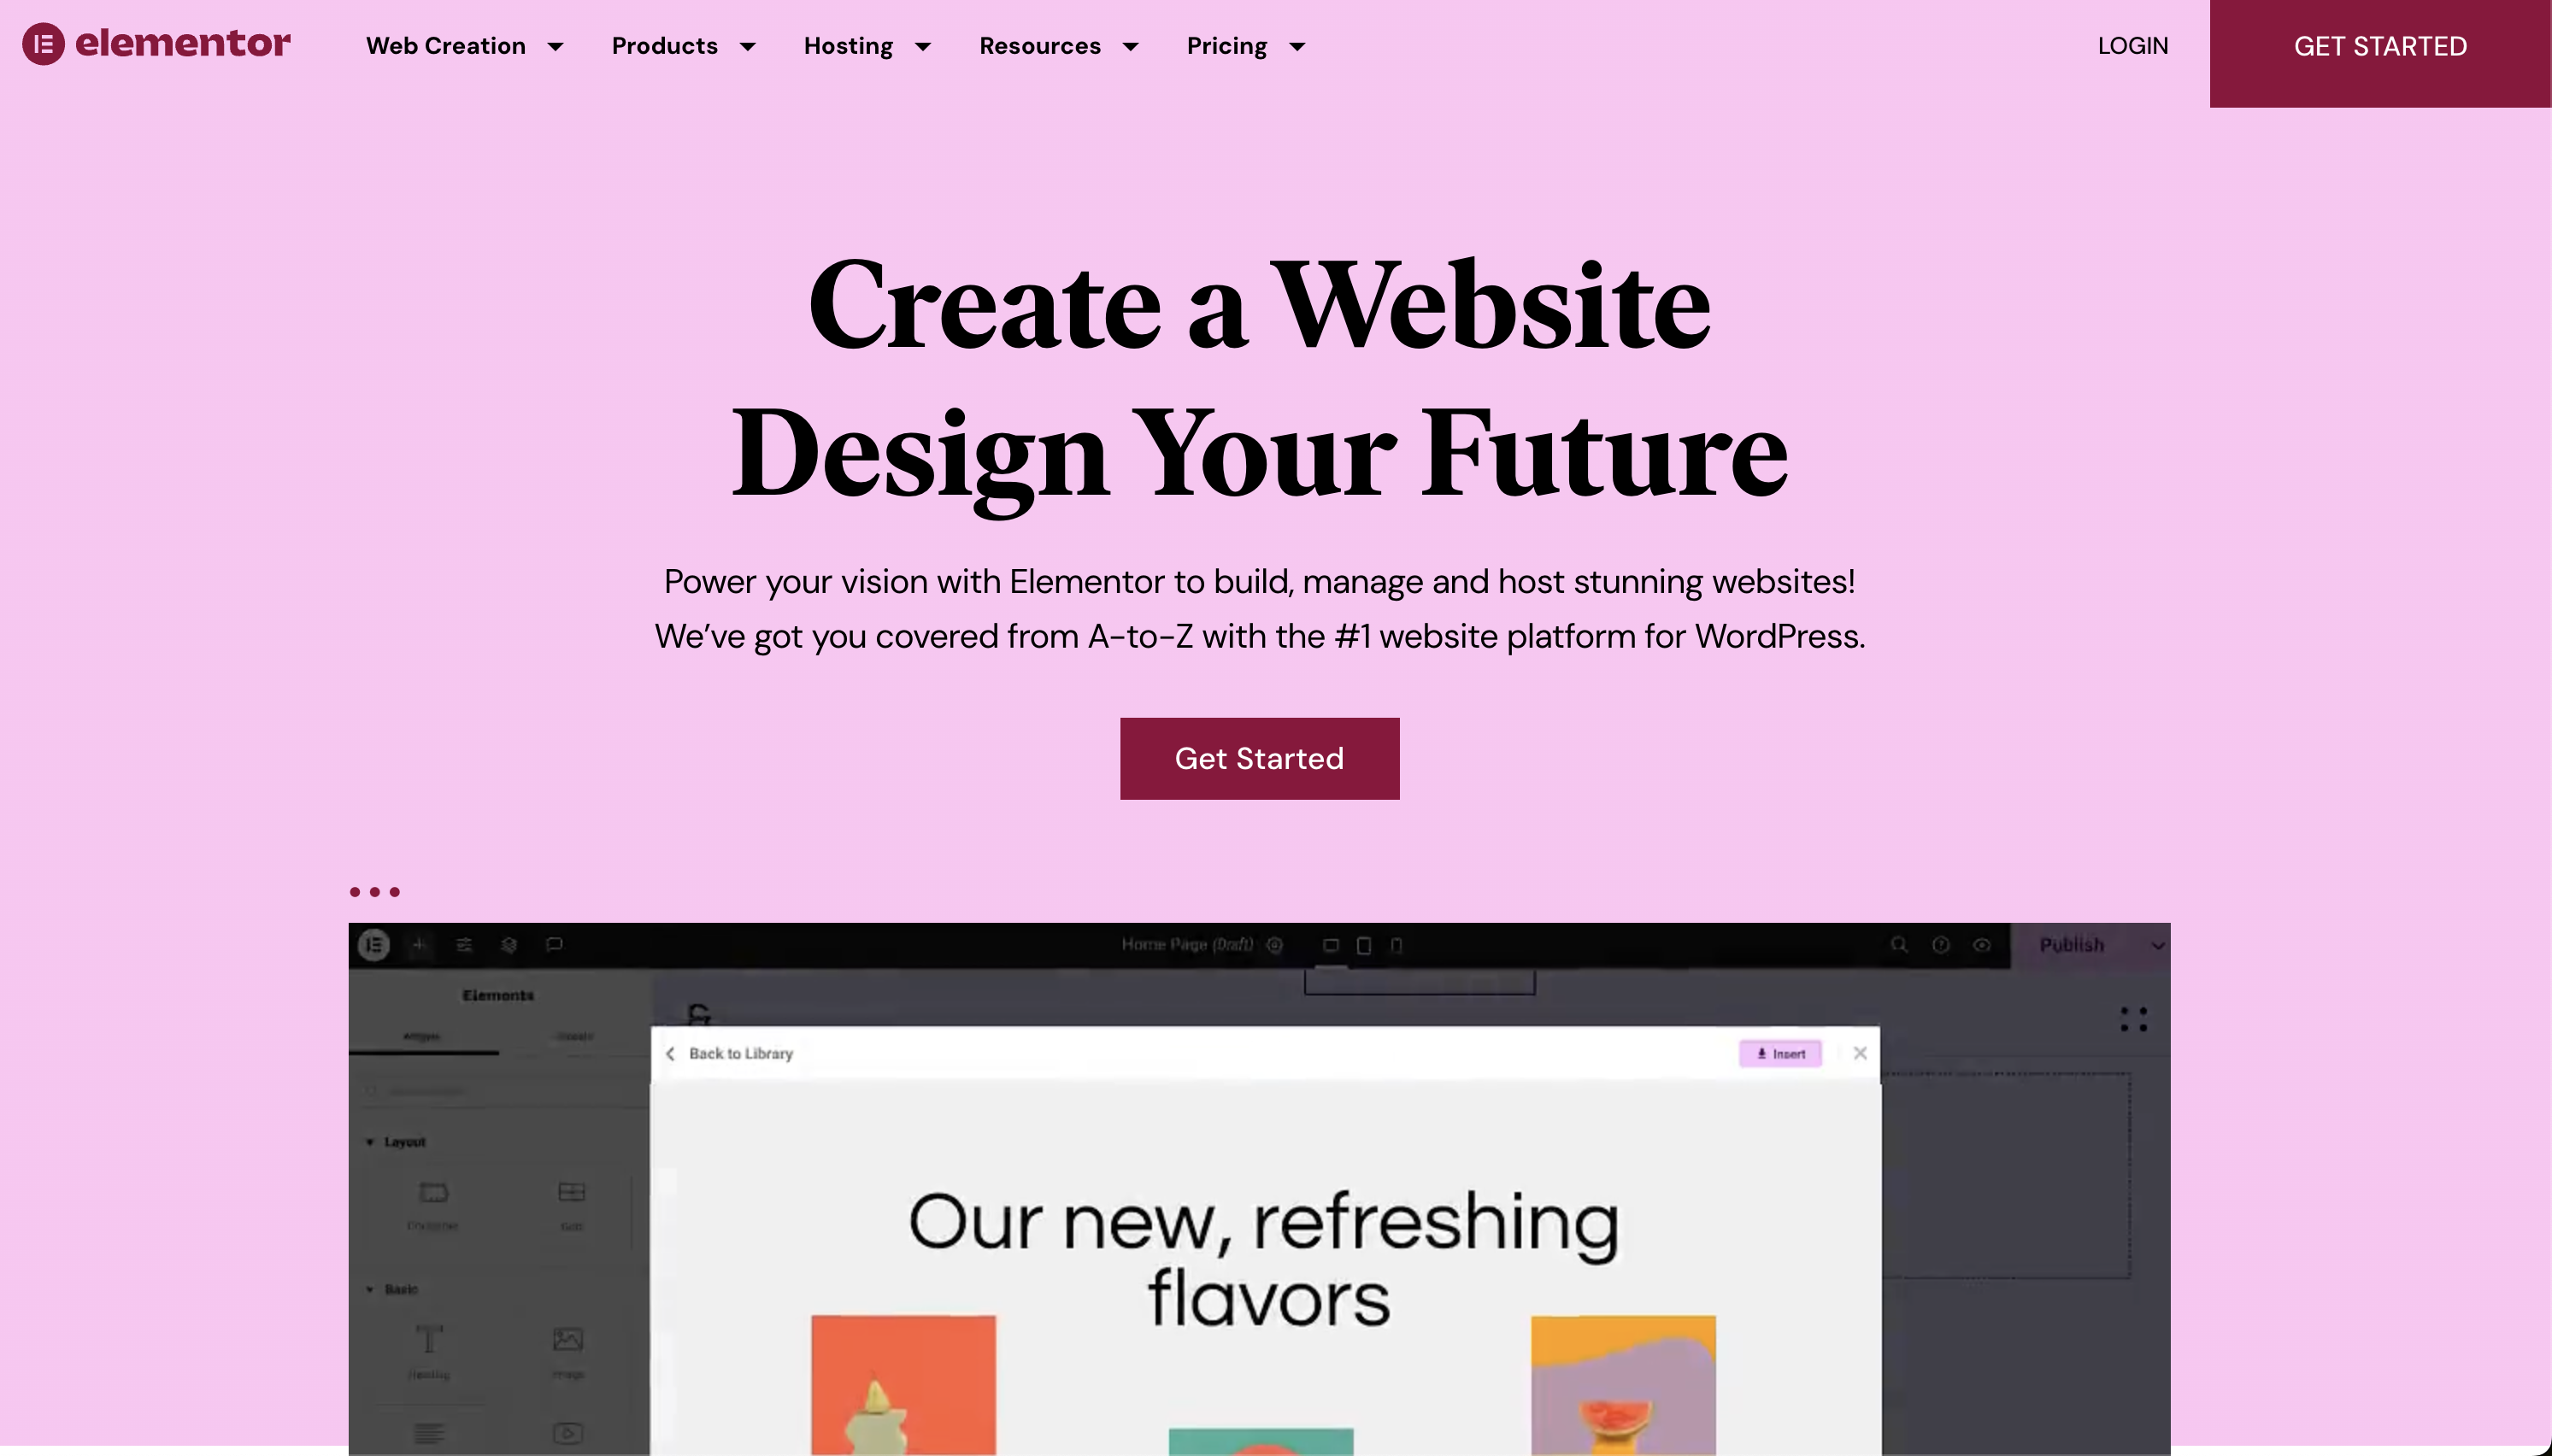 elementor
Web Creation
Products
Hosting
Resources
Pricing
LOGIN
GET STARTED
Create a Website
Design Your Future
Power your vision with Elementor to build, manage and host stunning websites!
We’ve got you covered from A-to-Z with the #1 website platform for WordPress.
Get Started
Home Page (Draft)
Publish
Elements
Back to Library
Insert
Layout
Basic
Our new, refreshing
flavors